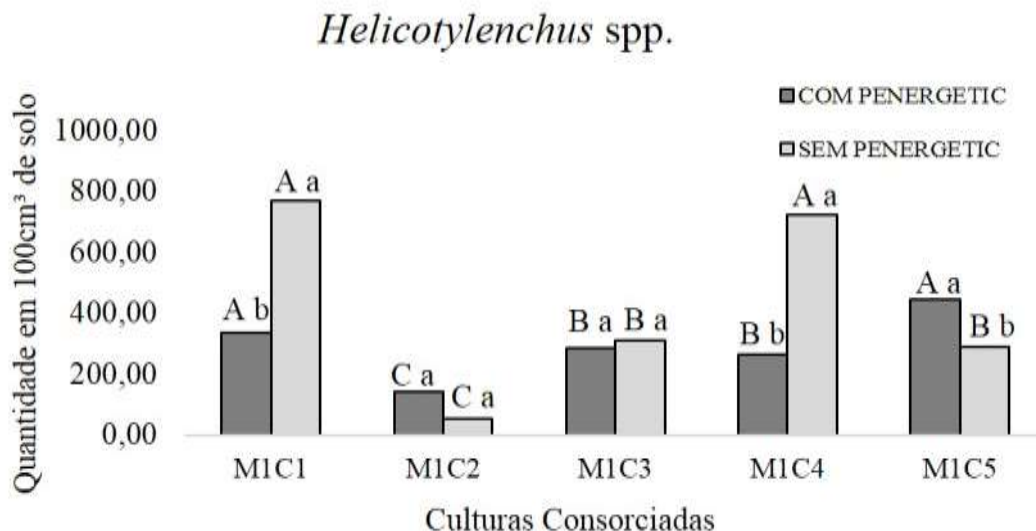 Helicotylenchus spp.
Quantidade em 100cm³ de solo
COM PENERGETIC
SEM PENERGETIC
1000,00
800,00
600,00
400,00
200,00
0,00
A b
A a
C a
C a
B a
B a
B b
A a
A a
B b
M1C1
M1C2
M1C3
M1C4
M1C5
Culturas Consorciadas